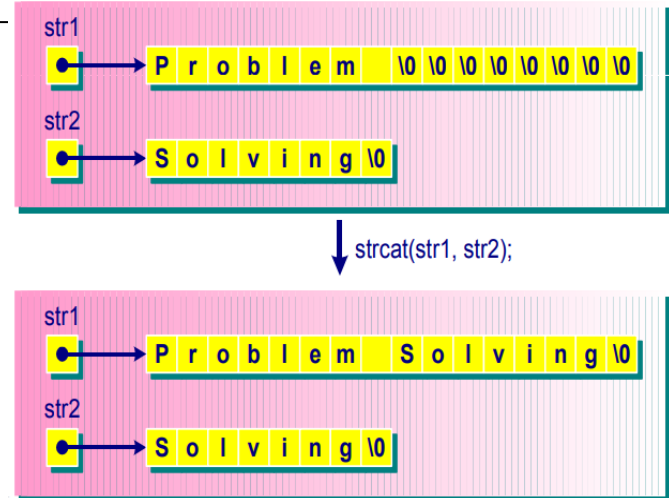 str1
P r o b l e m \0 \0 \0 \0 \0 \0 \0 \0
str2
S o l v i n g \0
strcat(str1, str2);
str1
P r o b l e m S o l v i n g \0
str2
S o l v i n g \0